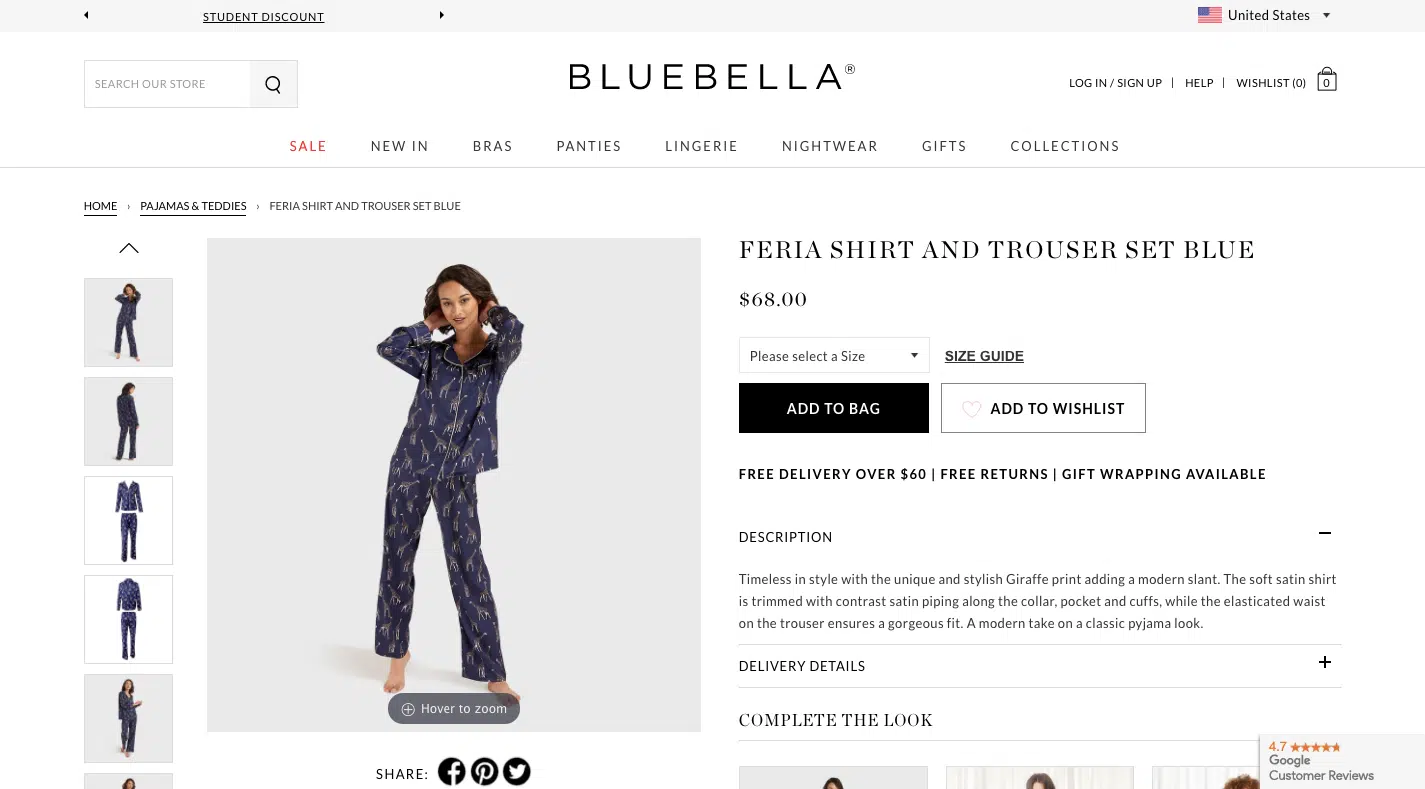 STUDENT DISCOUNT
United States
SEARCH OUR STORE
BLUEBELLA®
LOG IN / SIGN UP | HELP | WISHLIST (0)
0
SALE NEW IN BRAS PANTIES LINGERIE NIGHTWEAR GIFTS COLLECTIONS
HOME › PAJAMAS & TEDDIES › FERIA SHIRT AND TROUSER SET BLUE
FERIA SHIRT AND TROUSER SET BLUE
$68.00
Please select a Size
SIZE GUIDE
ADD TO BAG
ADD TO WISHLIST
FREE DELIVERY OVER $60 | FREE RETURNS | GIFT WRAPPING AVAILABLE
DESCRIPTION
Timeless in style with the unique and stylish Giraffe print adding a modern slant. The soft satin shirt
is trimmed with contrast satin piping along the collar, pocket and cuffs, while the elasticated waist
on the trouser ensures a gorgeous fit. A modern take on a classic pyjama look.
DELIVERY DETAILS
COMPLETE THE LOOK
Hover to zoom
SHARE:
4.7
Google
Customer Reviews